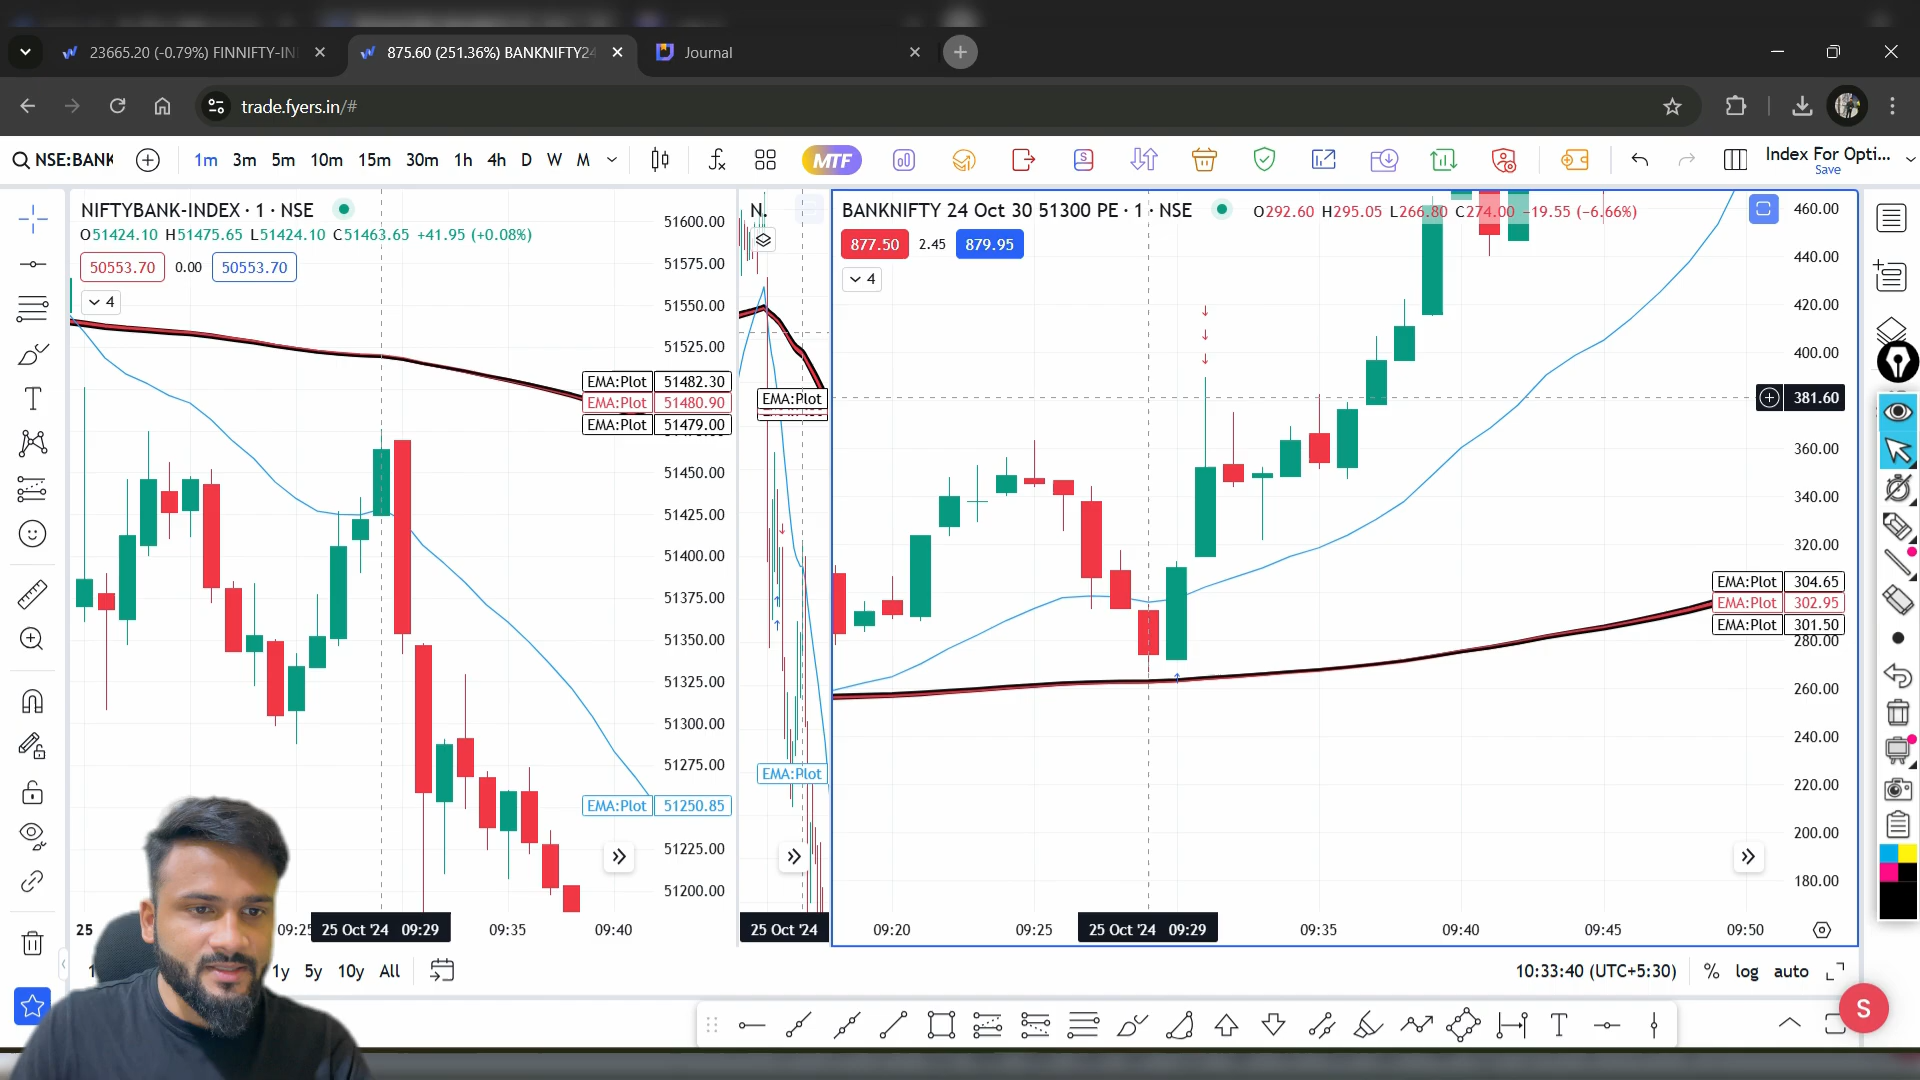 23665.20 (-0.79%) FINNIFTY-IN
875.60 (251.36%) BANKNIFTY24
Journal
trade.fyers.in/#
NSE:BANK
1m 3m 5m 10m 15m 30m 1h 4h D W M
MTF
Index For Opti...
Save
NIFTYBANK-INDEX · 1 · NSE
O51424.10 H51475.65 L51424.10 C51463.65 +41.95 (+0.08%)
50553.70 0.00 50553.70
4
51600.00
51575.00
51550.00
51525.00
EMA:Plot 51482.30
EMA:Plot 51480.90
EMA:Plot 51479.00
51450.00
51425.00
51400.00
51375.00
51350.00
51325.00
51300.00
51275.00
EMA:Plot 51250.85
51225.00
51200.00
25 09:25 25 Oct '24 09:29 09:35 09:40
N.
EMA:Plot
EMA:Plot
25 Oct '24
BANKNIFTY 24 Oct 30 51300 PE · 1 · NSE
O292.60 H295.05 L266.80 C274.00 -19.55 (-6.66%)
877.50 2.45 879.95
4
460.00
440.00
420.00
400.00
381.60
360.00
340.00
320.00
EMA:Plot 304.65
EMA:Plot 302.95
EMA:Plot 301.50
280.00
260.00
240.00
220.00
200.00
180.00
09:20 09:25 25 Oct '24 09:29 09:35 09:40 09:45 09:50
1y 5y 10y All
10:33:40 (UTC+5:30) % log auto
S
T
T